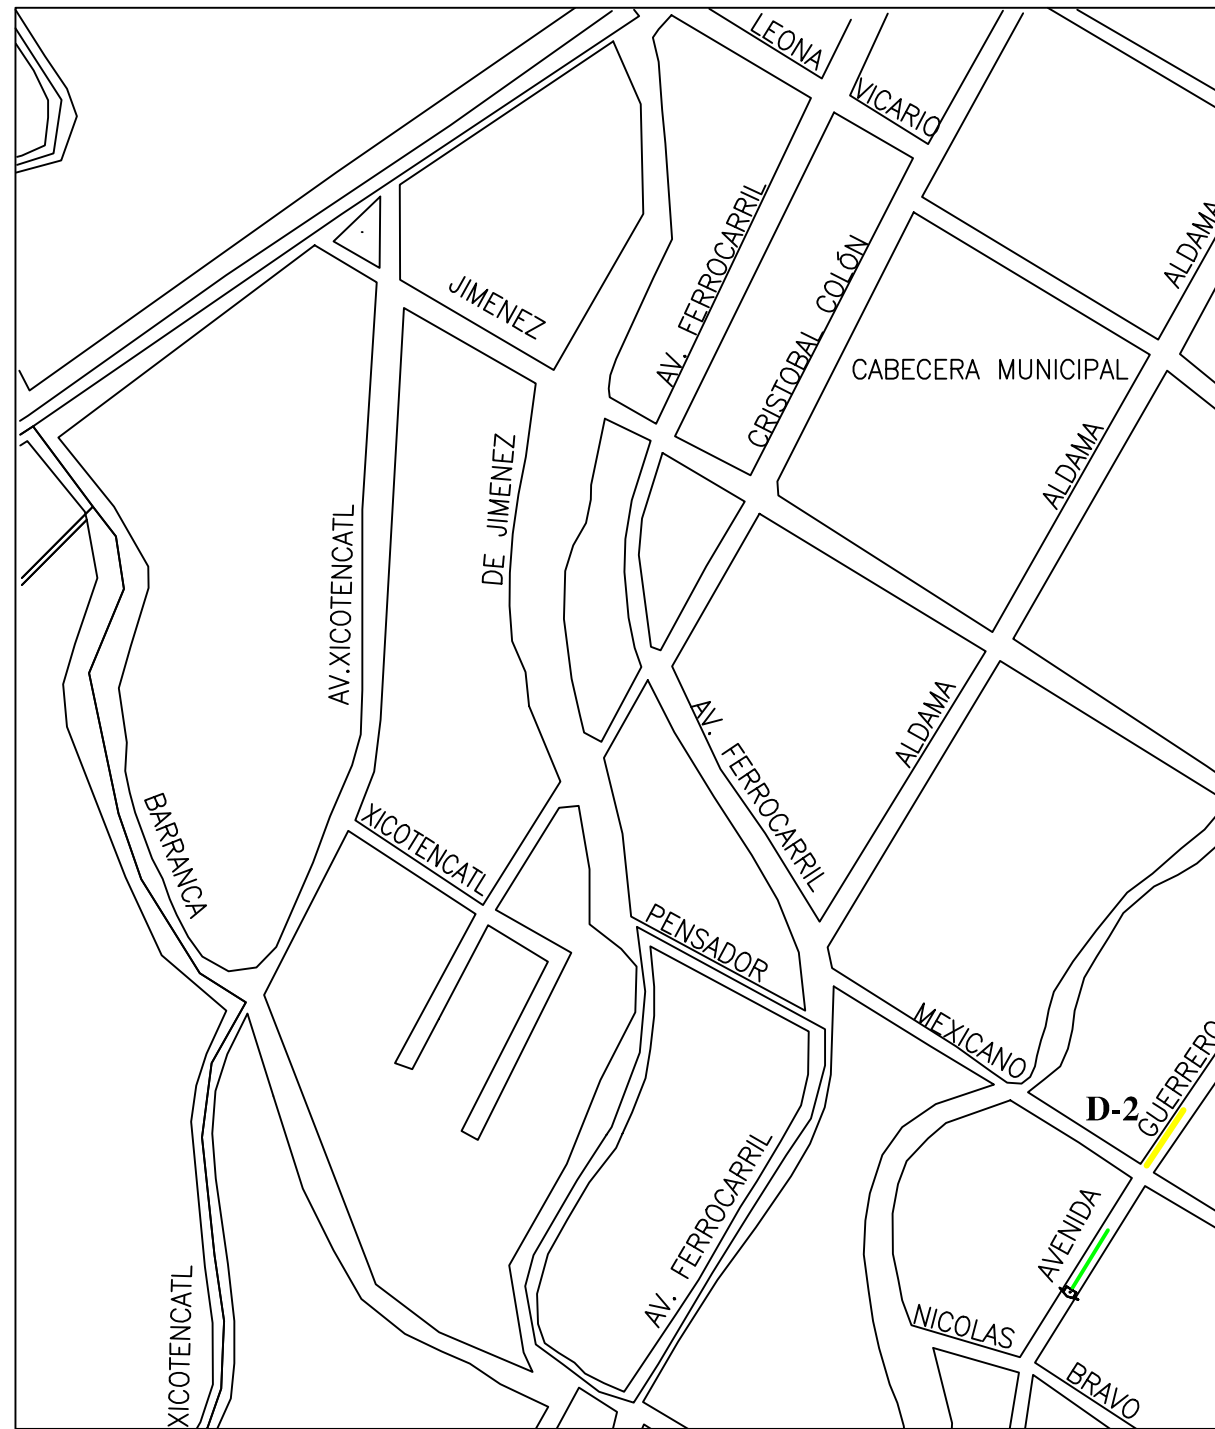 LEONA
VICARIO
ALDAMA
AV. FERROCARRIL
CRISTOBAL COLÓN
JIMENEZ
CABECERA MUNICIPAL
ALDAMA
DE JIMENEZ
AV.XICOTENCATL
ALDAMA
AV. FERROCARRIL
BARRANCA
XICOTENCATL
PENSADOR
MEXICANO
GUERRERO
D-2
AVENIDA
AV. FERROCARRIL
NICOLAS
BRAVO
XICOTENCATL